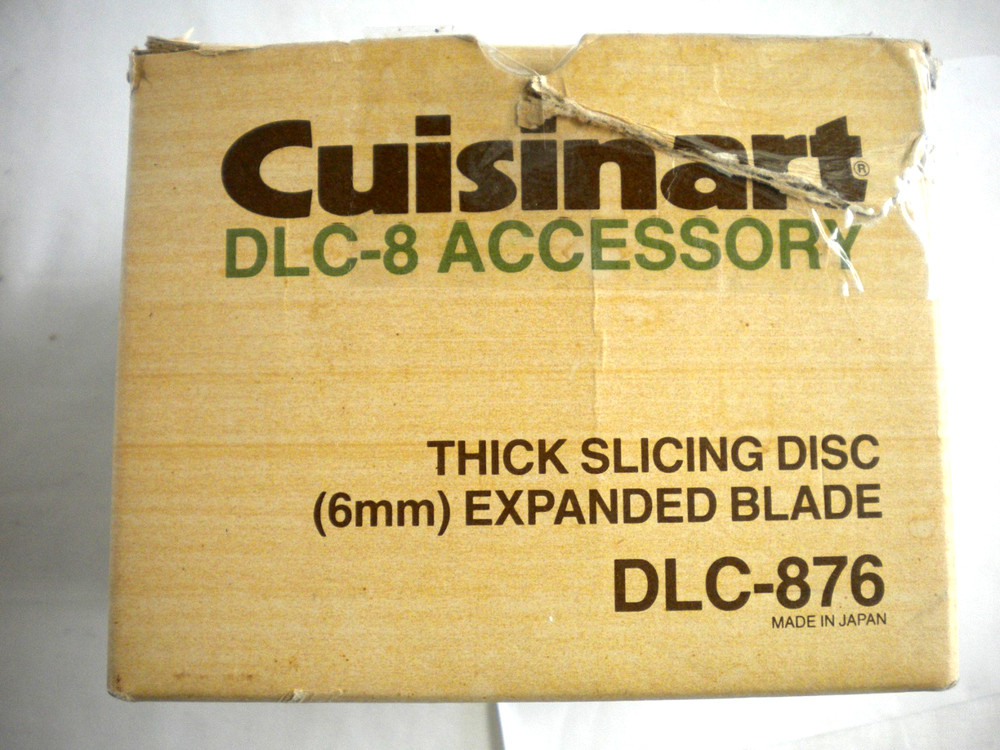 Cuisinart®
DLC-8 ACCESSORY
THICK SLICING DISC
(6mm) EXPANDED BLADE
DLC-876
MADE IN JAPAN